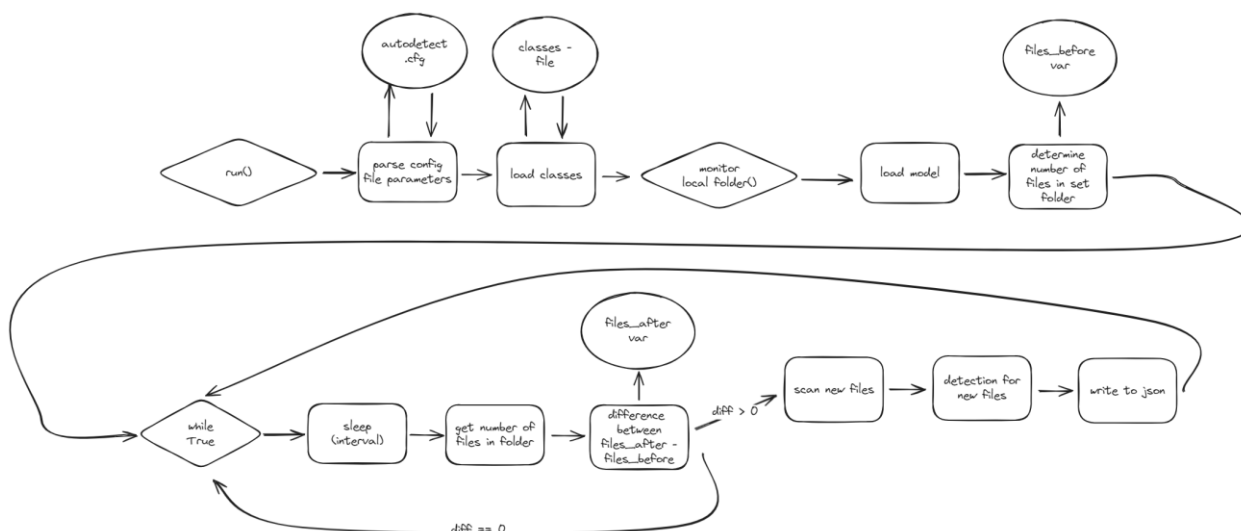 autodetect
.cfg
classes -
file
files_before
var
run()
parse config
file parameters
load classes
monitor
local folder()
load model
determine
number of
files in set
folder
files_after
var
while
True
sleep
(interval)
get number of
files in folder
difference
between
files_after -
files_before
diff > 0
scan new files
detection for
new files
write to json
diff == 0